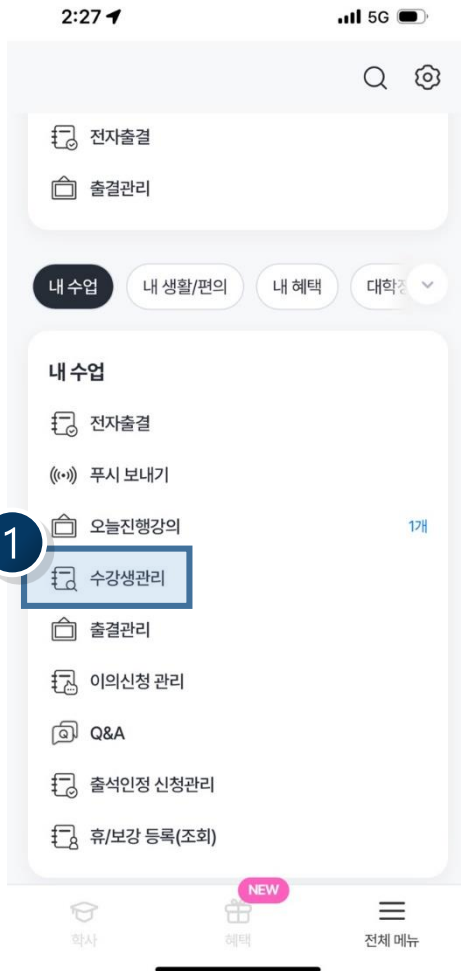 2:27
5G
전자출결
출결관리
내 수업
내 생활/편의
내 혜택
대학
내 수업
전자출결
푸시 보내기
오늘진행강의
1개
1
수강생관리
출결관리
이의신청 관리
Q&A
출석인정 신청관리
휴/보강 등록(조회)
NEW
학사
혜택
전체 메뉴